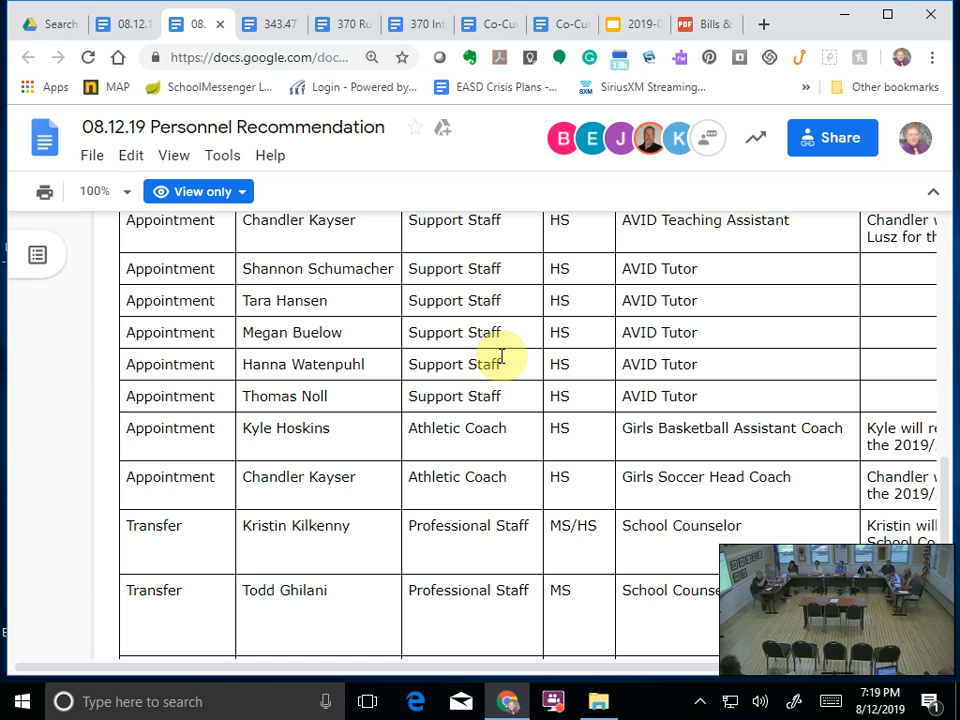 Search
08.12.1
08.
343.47
370 Ru
370 Int
Co-Cur
Co-Cur
2019-0
PDF
Bills &
https://docs.google.com/doc...
13h
Apps
MAP
SchoolMessenger L...
Login - Powered by...
EASD Crisis Plans -...
SXM
SiriusXM Streaming...
»
Other bookmarks
08.12.19 Personnel Recommendation
File Edit View Tools Help
B E J K
Share
100%
View only
Appointment Chandler Kayser Support Staff HS AVID Teaching Assistant Chandler w
Lusz for th
Appointment Shannon Schumacher Support Staff HS AVID Tutor
Appointment Tara Hansen Support Staff HS AVID Tutor
Appointment Megan Buelow Support Staff HS AVID Tutor
Appointment Hanna Watenpuhl Support Staff HS AVID Tutor
Appointment Thomas Noll Support Staff HS AVID Tutor
Appointment Kyle Hoskins Athletic Coach HS Girls Basketball Assistant Coach Kyle will re
the 2019/
Appointment Chandler Kayser Athletic Coach HS Girls Soccer Head Coach Chandler w
the 2019/
Transfer Kristin Kilkenny Professional Staff MS/HS School Counselor Kristin will
School Co
Transfer Todd Ghilani Professional Staff MS School Counse
Type here to search
7:19 PM
8/12/2019
1